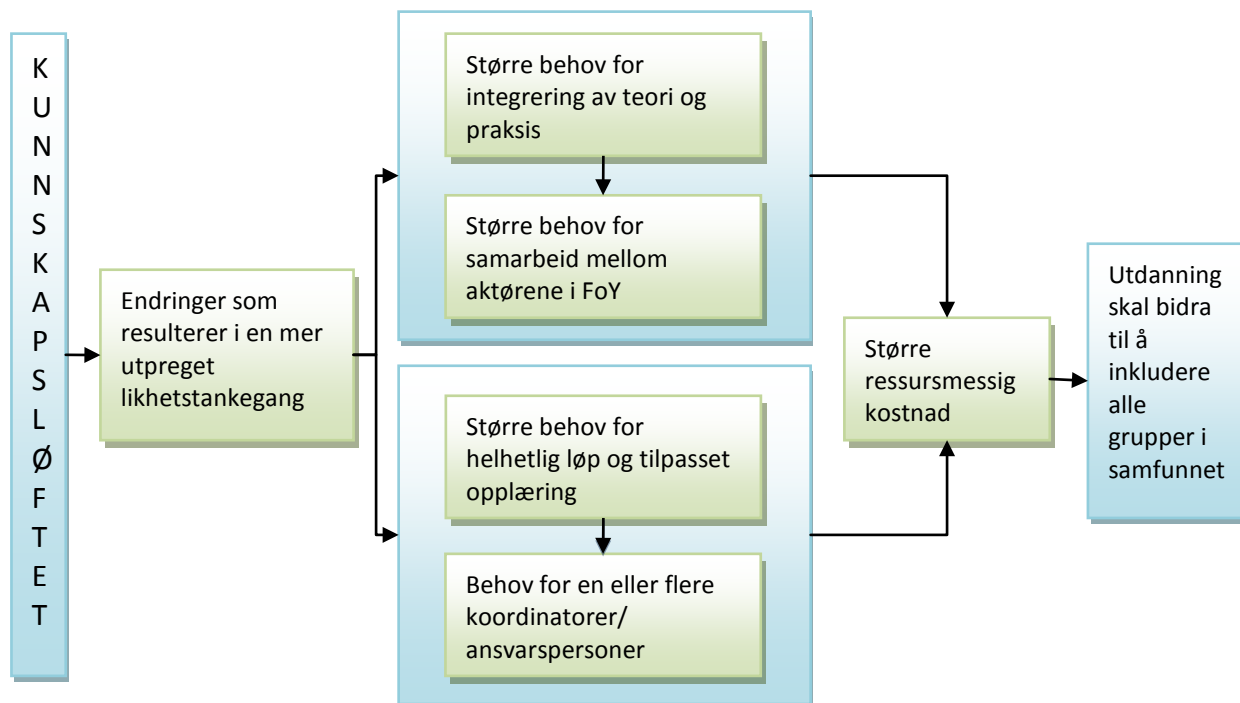 KUNNSKAPSLØFTET
Endringer som
resulterer i en mer
utpreget
likhetstankegang
Større behov for
integrering av teori og
praksis
Større behov for
samarbeid mellom
aktørene i FoY
Større behov for
helhetlig løp og tilpasset
opplæring
Behov for en eller flere
koordinatorer/
ansvarspersoner
Større
ressursmessig
kostnad
Utdanning
skal bidra
til å
inkludere
alle
grupper i
samfunnet